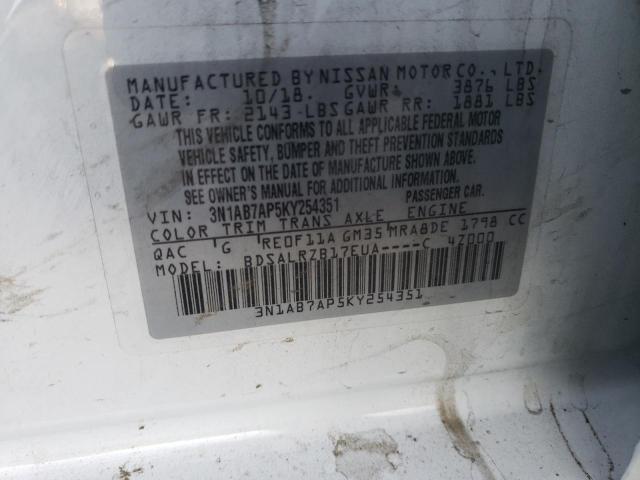 MANUFACTURED BY NISSAN MOTOR CO., LTD.
DATE: 10/18. GVWR: 3876 LBS
GAWR FR: 2143 LBS GAWR RR: 1881 LBS
THIS VEHICLE CONFORMS TO ALL APPLICABLE FEDERAL MOTOR
VEHICLE SAFETY, BUMPER AND THEFT PREVENTION STANDARDS
IN EFFECT ON THE DATE OF MANUFACTURE SHOWN ABOVE.
SEE OWNER'S MANUAL FOR ADDITIONAL INFORMATION.
VIN: 3N1AB7AP5KY254351 PASSENGER CAR.
COLOR TRIM TRANS AXLE ENGINE
QAC G RE0F11A GM35 MRA8DE 1798 CC
MODEL: BDSALRZB17EUA----C 4Z000
3N1AB7AP5KY254351